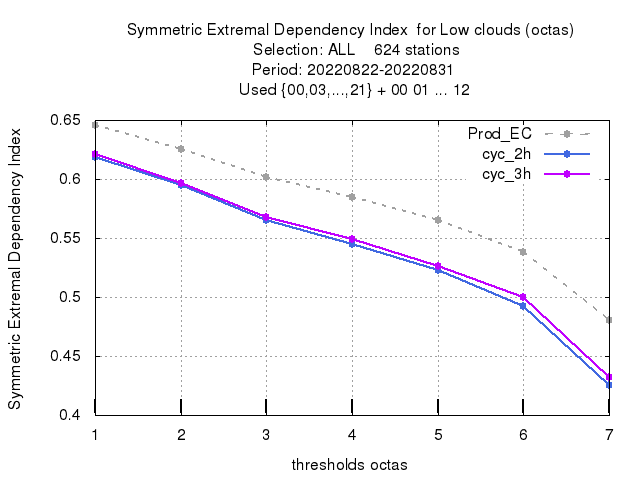 Symmetric Extremal Dependency Index  for Low clouds (octas)
Selection: ALL    624 stations
Period: 20220822-20220831
Used {00,03,...,21} + 00 01 ... 12
Symmetric Extremal Dependency Index
0.65
0.6
0.55
0.5
0.45
0.4
Prod_EC
cyc_2h
cyc_3h
1 2 3 4 5 6 7
thresholds octas